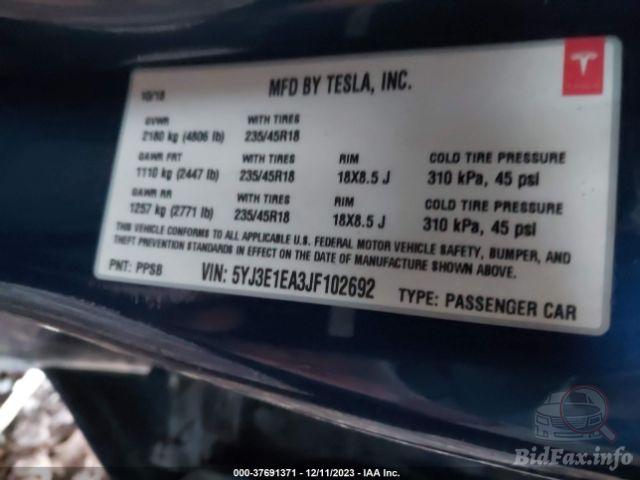 MFD BY TESLA, INC.
10/18
GVWR WITH TIRES
2180 kg (4806 lb) 235/45R18
GAWR FRT WITH TIRES RIM COLD TIRE PRESSURE
1110 kg (2447 lb) 235/45R18 18X8.5 J 310 kPa, 45 psi
GAWR RR WITH TIRES RIM COLD TIRE PRESSURE
1257 kg (2771 lb) 235/45R18 18X8.5 J 310 kPa, 45 psi
THIS VEHICLE CONFORMS TO ALL APPLICABLE U.S. FEDERAL MOTOR VEHICLE SAFETY, BUMPER, AND
THEFT PREVENTION STANDARDS IN EFFECT ON THE DATE OF MANUFACTURE SHOWN ABOVE.
PNT: PPSB VIN: 5YJ3E1EA3JF102692 TYPE: PASSENGER CAR
BidFax.info
000-37691371 - 12/11/2023 - IAA Inc.